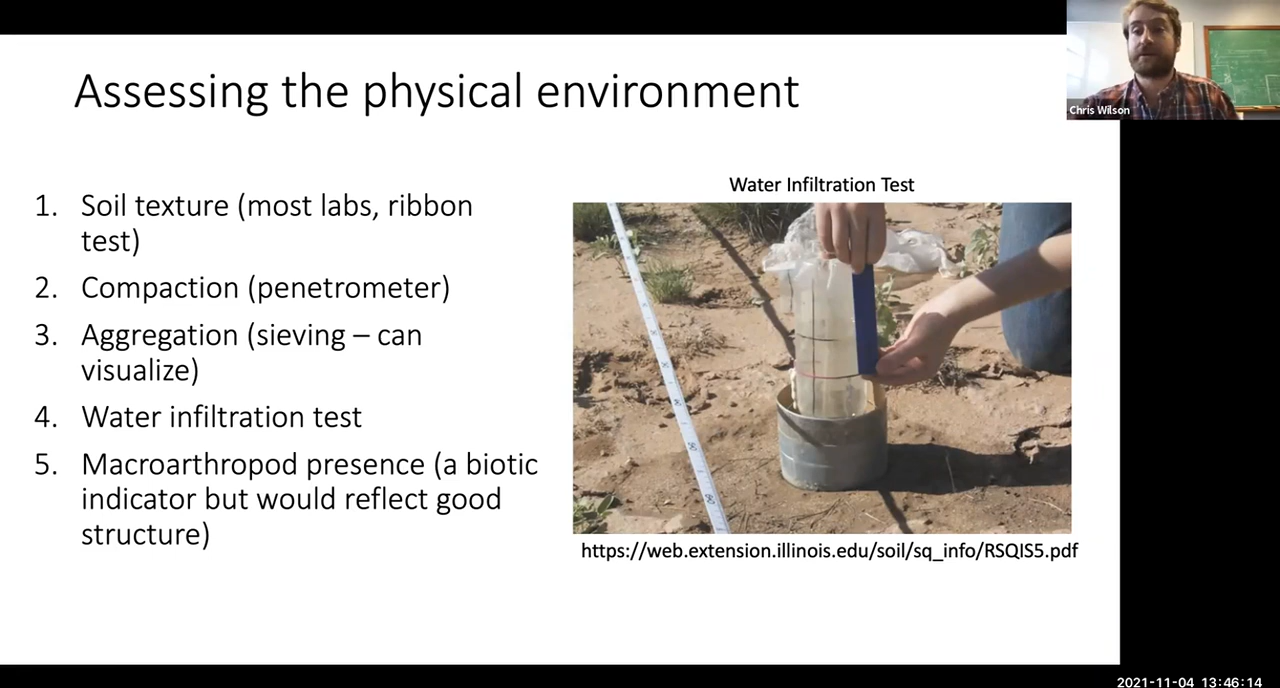 Assessing the physical environment
Chris Wilson
Water Infiltration Test
1. Soil texture (most labs, ribbon
test)
2. Compaction (penetrometer)
3. Aggregation (sieving – can
visualize)
4. Water infiltration test
5. Macroarthropod presence (a biotic
indicator but would reflect good
structure)
https://web.extension.illinois.edu/soil/sq_info/RSQIS5.pdf
2021-11-04 13:46:14